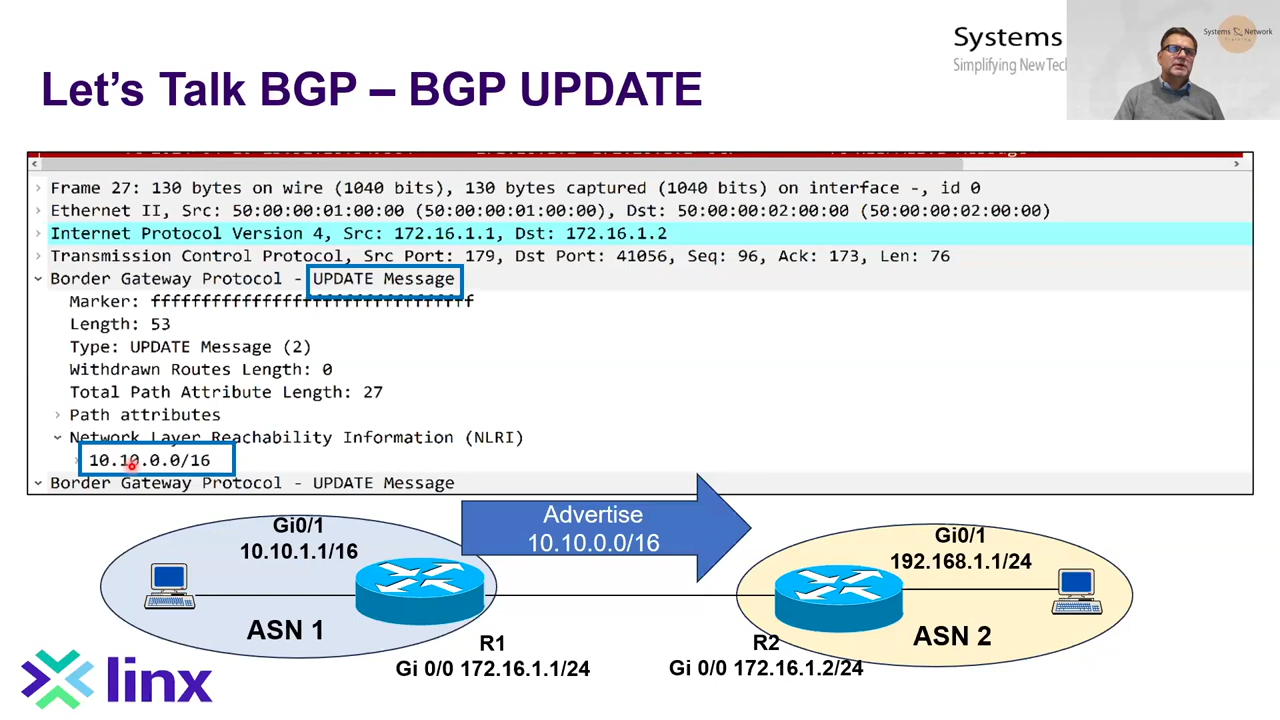 Systems
Simplifying New Tec
Systems Network
Training
Let's Talk BGP – BGP UPDATE
Frame 27: 130 bytes on wire (1040 bits), 130 bytes captured (1040 bits) on interface -, id 0
Ethernet II, Src: 50:00:00:01:00:00 (50:00:00:01:00:00), Dst: 50:00:00:02:00:00 (50:00:00:02:00:00)
Internet Protocol Version 4, Src: 172.16.1.1, Dst: 172.16.1.2
Transmission Control Protocol, Src Port: 179, Dst Port: 41056, Seq: 96, Ack: 173, Len: 76
Border Gateway Protocol - UPDATE Message
Marker: ffffffffffffffffffffffffffffffff
Length: 53
Type: UPDATE Message (2)
Withdrawn Routes Length: 0
Total Path Attribute Length: 27
Path attributes
Network Layer Reachability Information (NLRI)
10.10.0.0/16
Border Gateway Protocol - UPDATE Message
Advertise
10.10.0.0/16
Gi0/1
10.10.1.1/16
ASN 1
R1
Gi 0/0 172.16.1.1/24
Gi0/1
192.168.1.1/24
ASN 2
R2
Gi 0/0 172.16.1.2/24
linx